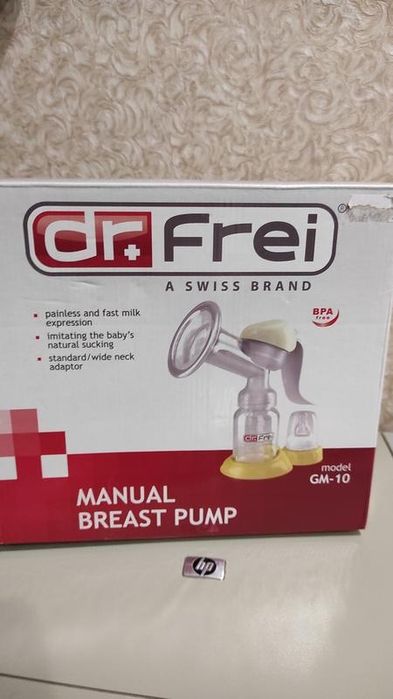 dr. Frei
®
A SWISS BRAND
painless and fast milk
expression
imitating the baby's
natural sucking
standard/wide neck
adaptor
BPA
free
dr. Frei
model
GM-10
MANUAL
BREAST PUMP
hp